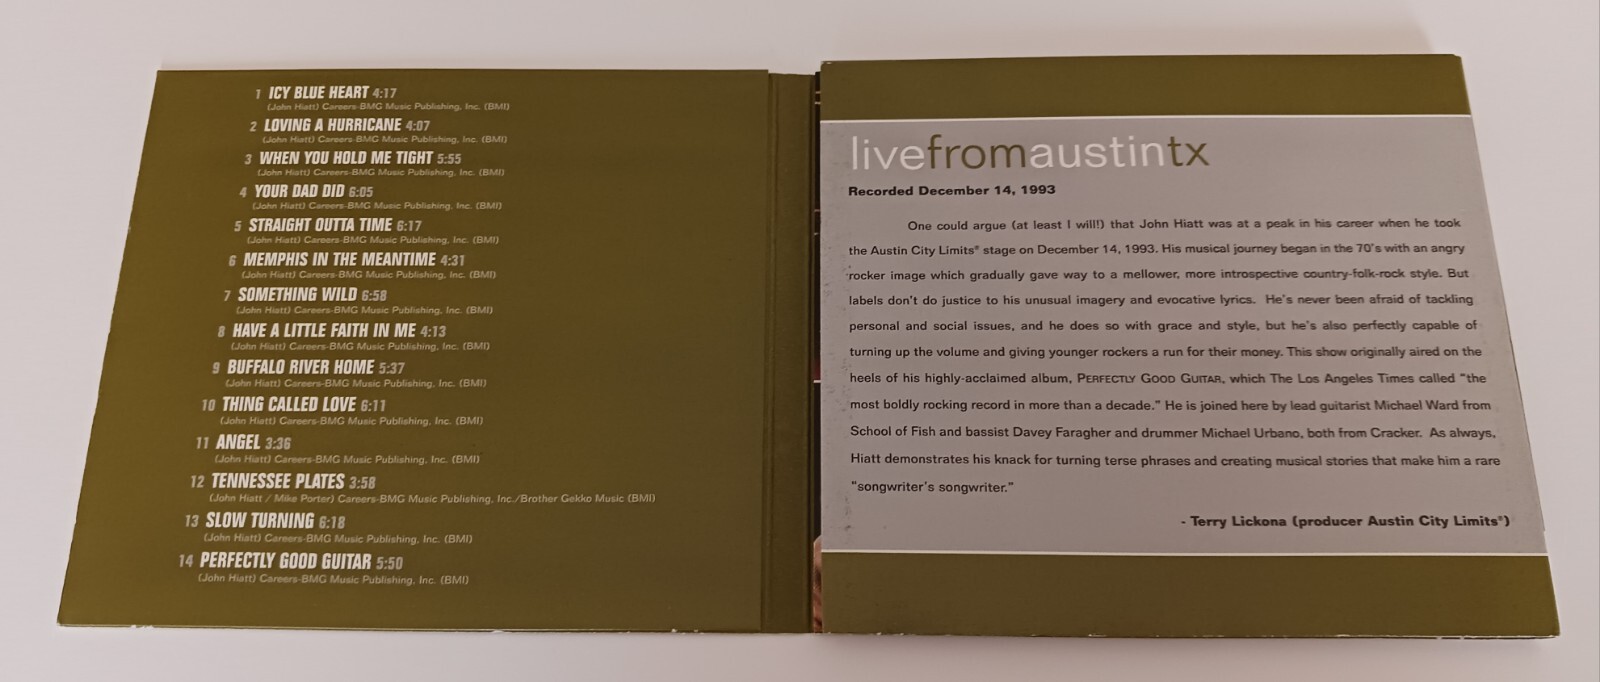 1 ICY BLUE HEART 4:17
(John Hiatt) Careers-BMG Music Publishing, Inc. (BMI)
2 LOVING A HURRICANE 4:07
(John Hiatt) Careers-BMG Music Publishing, Inc. (BMI)
3 WHEN YOU HOLD ME TIGHT 5:55
(John Hiatt) Careers-BMG Music Publishing, Inc. (BMI)
4 YOUR DAD DID 6:05
(John Hiatt) Careers-BMG Music Publishing, Inc. (BMI)
5 STRAIGHT OUTTA TIME 6:17
(John Hiatt) Careers-BMG Music Publishing, Inc. (BMI)
6 MEMPHIS IN THE MEANTIME 4:31
(John Hiatt) Careers-BMG Music Publishing, Inc. (BMI)
7 SOMETHING WILD 6:58
(John Hiatt) Careers-BMG Music Publishing, Inc. (BMI)
8 HAVE A LITTLE FAITH IN ME 4:13
(John Hiatt) Careers-BMG Music Publishing, Inc. (BMI)
9 BUFFALO RIVER HOME 5:37
(John Hiatt) Careers-BMG Music Publishing, Inc. (BMI)
10 THING CALLED LOVE 6:11
(John Hiatt) Careers-BMG Music Publishing, Inc. (BMI)
11 ANGEL 3:36
(John Hiatt) Careers-BMG Music Publishing, Inc. (BMI)
12 TENNESSEE PLATES 3:58
(John Hiatt / Mike Porter) Careers-BMG Music Publishing, Inc./Brother Gekko Music (BMI)
13 SLOW TURNING 6:18
(John Hiatt) Careers-BMG Music Publishing, Inc. (BMI)
14 PERFECTLY GOOD GUITAR 5:50
(John Hiatt) Careers-BMG Music Publishing, Inc. (BMI)
livefromaustintx
Recorded December 14, 1993
One could argue (at least I will!) that John Hiatt was at a peak in his career when he took
the Austin City Limits® stage on December 14, 1993. His musical journey began in the 70's with an angry
rocker image which gradually gave way to a mellower, more introspective country-folk-rock style. But
labels don't do justice to his unusual imagery and evocative lyrics. He's never been afraid of tackling
personal and social issues, and he does so with grace and style, but he's also perfectly capable of
turning up the volume and giving younger rockers a run for their money. This show originally aired on the
heels of his highly-acclaimed album, PERFECTLY GOOD GUITAR, which The Los Angeles Times called "the
most boldly rocking record in more than a decade." He is joined here by lead guitarist Michael Ward from
School of Fish and bassist Davey Faragher and drummer Michael Urbano, both from Cracker. As always,
Hiatt demonstrates his knack for turning terse phrases and creating musical stories that make him a rare
"songwriter's songwriter."
- Terry Lickona (producer Austin City Limits®)